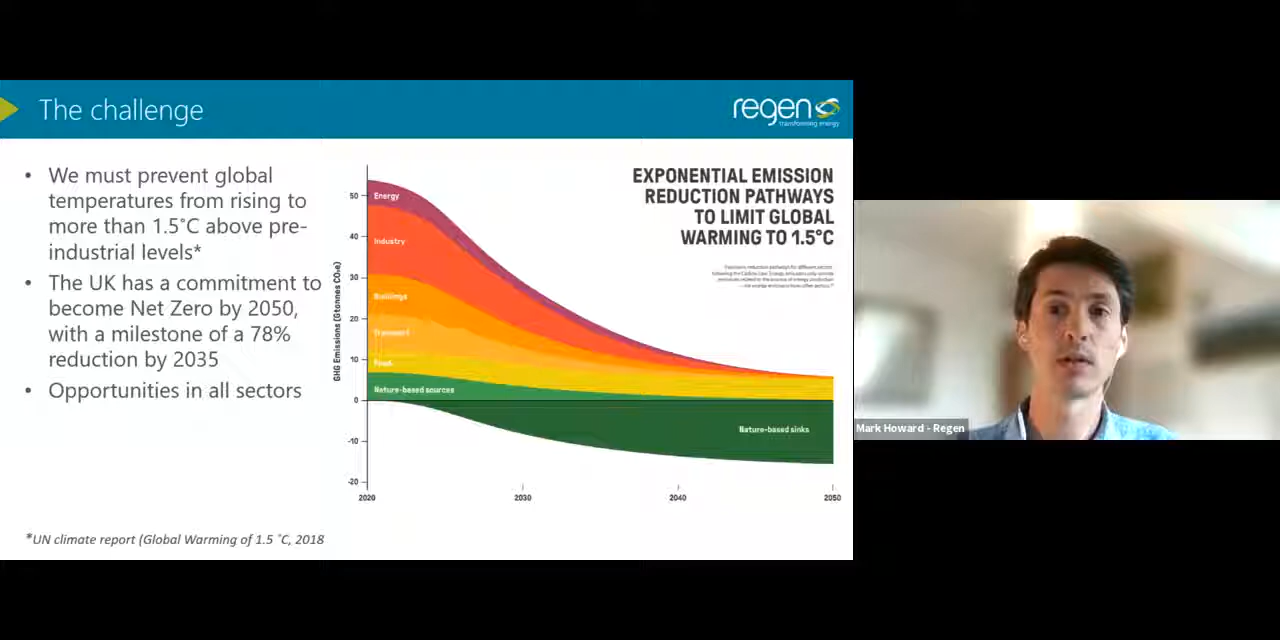 The challenge
regen
transforming energy
• We must prevent global
temperatures from rising to
more than 1.5˚C above pre-
industrial levels*
• The UK has a commitment to
become Net Zero by 2050,
with a milestone of a 78%
reduction by 2035
• Opportunities in all sectors
*UN climate report (Global Warming of 1.5 ˚C, 2018
EXPONENTIAL EMISSION
REDUCTION PATHWAYS
TO LIMIT GLOBAL
WARMING TO 1.5°C
GHG Emissions (Gtonnes CO₂e)
50
40
30
20
10
0
-10
-20
2020
2030
2040
2050
Energy
Industry
Buildings
Transport
Food
Nature-based sources
Nature-based sinks
Mark Howard - Regen